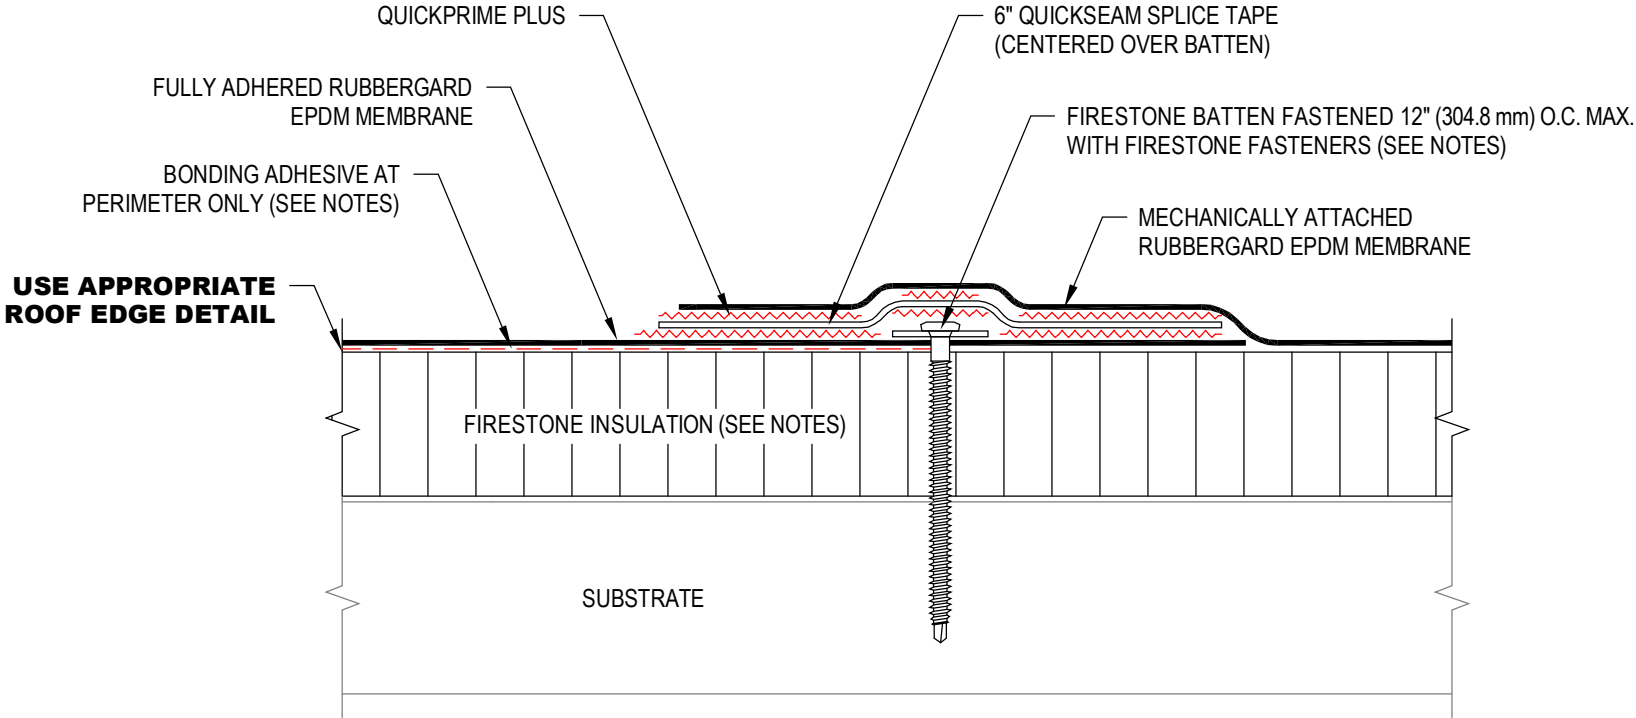 QUICKPRIME PLUS
6" QUICKSEAM SPLICE TAPE
(CENTERED OVER BATTEN)
FULLY ADHERED RUBBERGARD
EPDM MEMBRANE
FIRESTONE BATTEN FASTENED 12" (304.8 mm) O.C. MAX.
WITH FIRESTONE FASTENERS (SEE NOTES)
BONDING ADHESIVE AT
PERIMETER ONLY (SEE NOTES)
MECHANICALLY ATTACHED
RUBBERGARD EPDM MEMBRANE
USE APPROPRIATE
ROOF EDGE DETAIL
FIRESTONE INSULATION (SEE NOTES)
SUBSTRATE